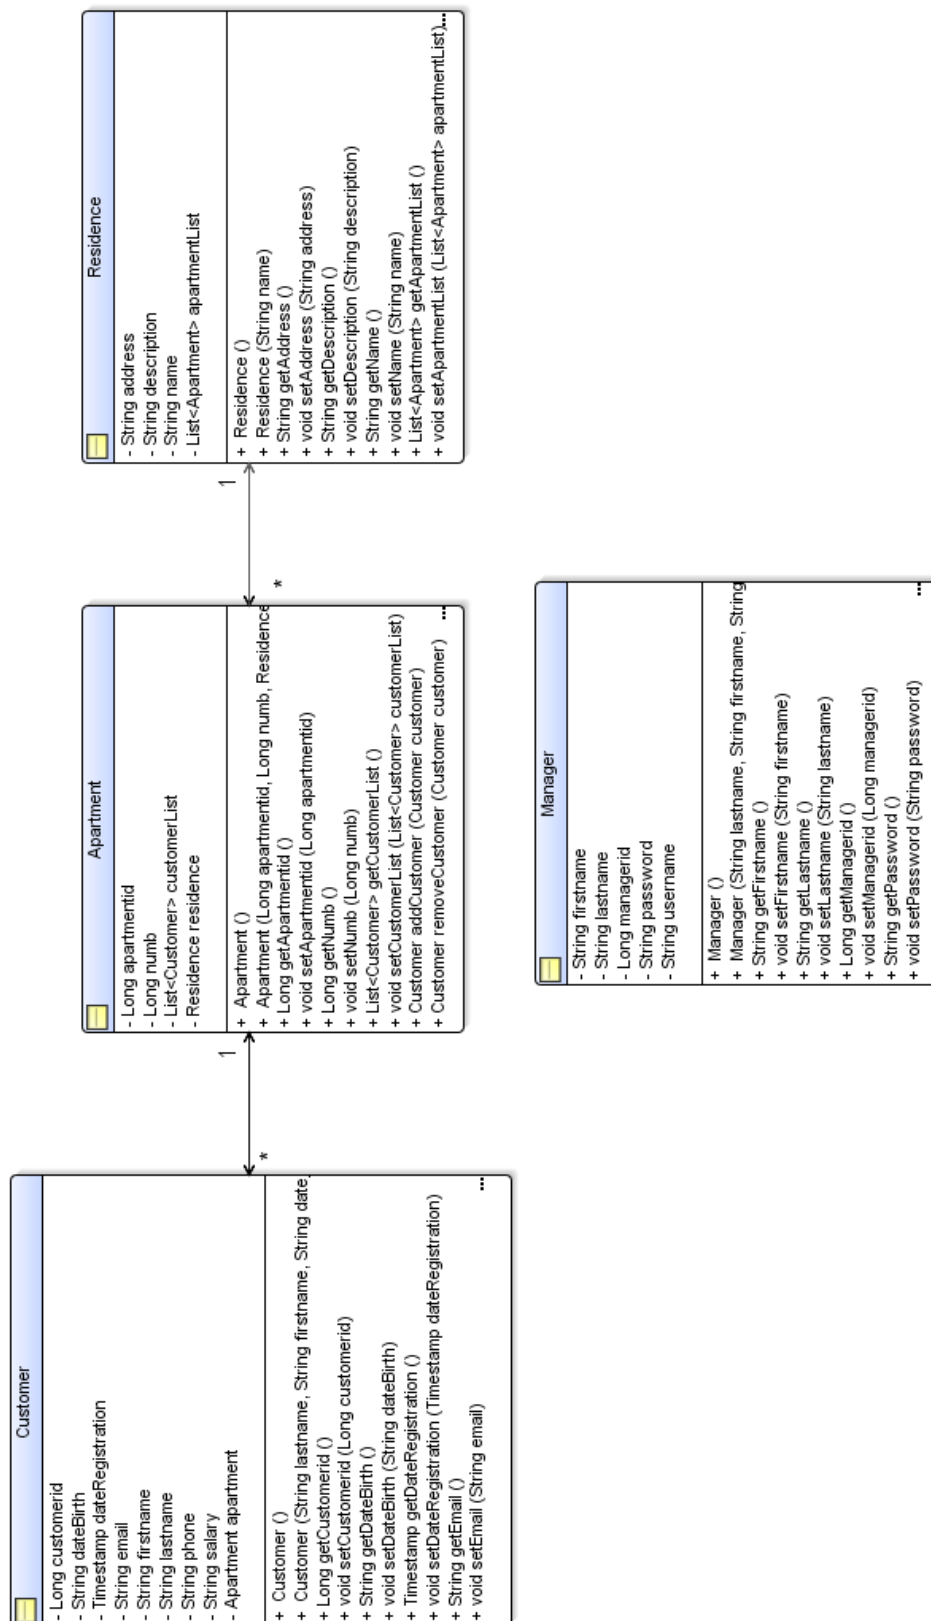 Customer
- Long customerid
- String dateBirth
- Timestamp dateRegistration
- String email
- String firstname
- String lastname
- String phone
- String salary
- Apartment apartment
+ Customer ()
+ Customer (String lastname, String firstname, String date
+ Long getCustomerid ()
+ void setCustomerid (Long customerid)
+ String getDateBirth ()
+ void setDateBirth (String dateBirth)
+ Timestamp getDateRegistration ()
+ void setDateRegistration (Timestamp dateRegistration)
+ String getEmail ()
+ void setEmail (String email)
...
1
*
Apartment
- Long apartmentid
- Long numb
- List<Customer> customerList
- Residence residence
+ Apartment ()
+ Apartment (Long apartmentid, Long numb, Residence
+ Long getApartmentid ()
+ void setApartmentid (Long apartmentid)
+ Long getNumb ()
+ void setNumb (Long numb)
+ List<Customer> getCustomerList ()
+ void setCustomerList (List<Customer> customerList)
+ Customer addCustomer (Customer customer)
+ Customer removeCustomer (Customer customer)
...
1
*
Residence
- String address
- String description
- String name
- List<Apartment> apartmentList
+ Residence ()
+ Residence (String name)
+ String getAddress ()
+ void setAddress (String address)
+ String getDescription ()
+ void setDescription (String description)
+ String getName ()
+ void setName (String name)
+ List<Apartment> getApartmentList ()
+ void setApartmentList (List<Apartment> apartmentList)
...
Manager
- String firstname
- String lastname
- Long managerid
- String password
- String username
+ Manager ()
+ Manager (String lastname, String firstname, String
+ String getFirstname ()
+ void setFirstname (String firstname)
+ String getLastname ()
+ void setLastname (String lastname)
+ Long getManagerid ()
+ void setManagerid (Long managerid)
+ String getPassword ()
+ void setPassword (String password)
...